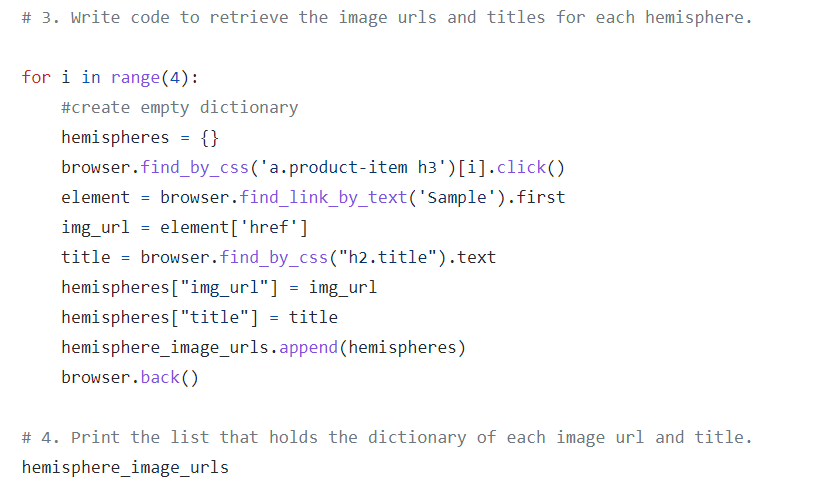 # 3. Write code to retrieve the image urls and titles for each hemisphere.
for i in range(4):
    #create empty dictionary
    hemispheres = {}
    browser.find_by_css('a.product-item h3')[i].click()
    element = browser.find_link_by_text('Sample').first
    img_url = element['href']
    title = browser.find_by_css("h2.title").text
    hemispheres["img_url"] = img_url
    hemispheres["title"] = title
    hemisphere_image_urls.append(hemispheres)
    browser.back()
# 4. Print the list that holds the dictionary of each image url and title.
hemisphere_image_urls